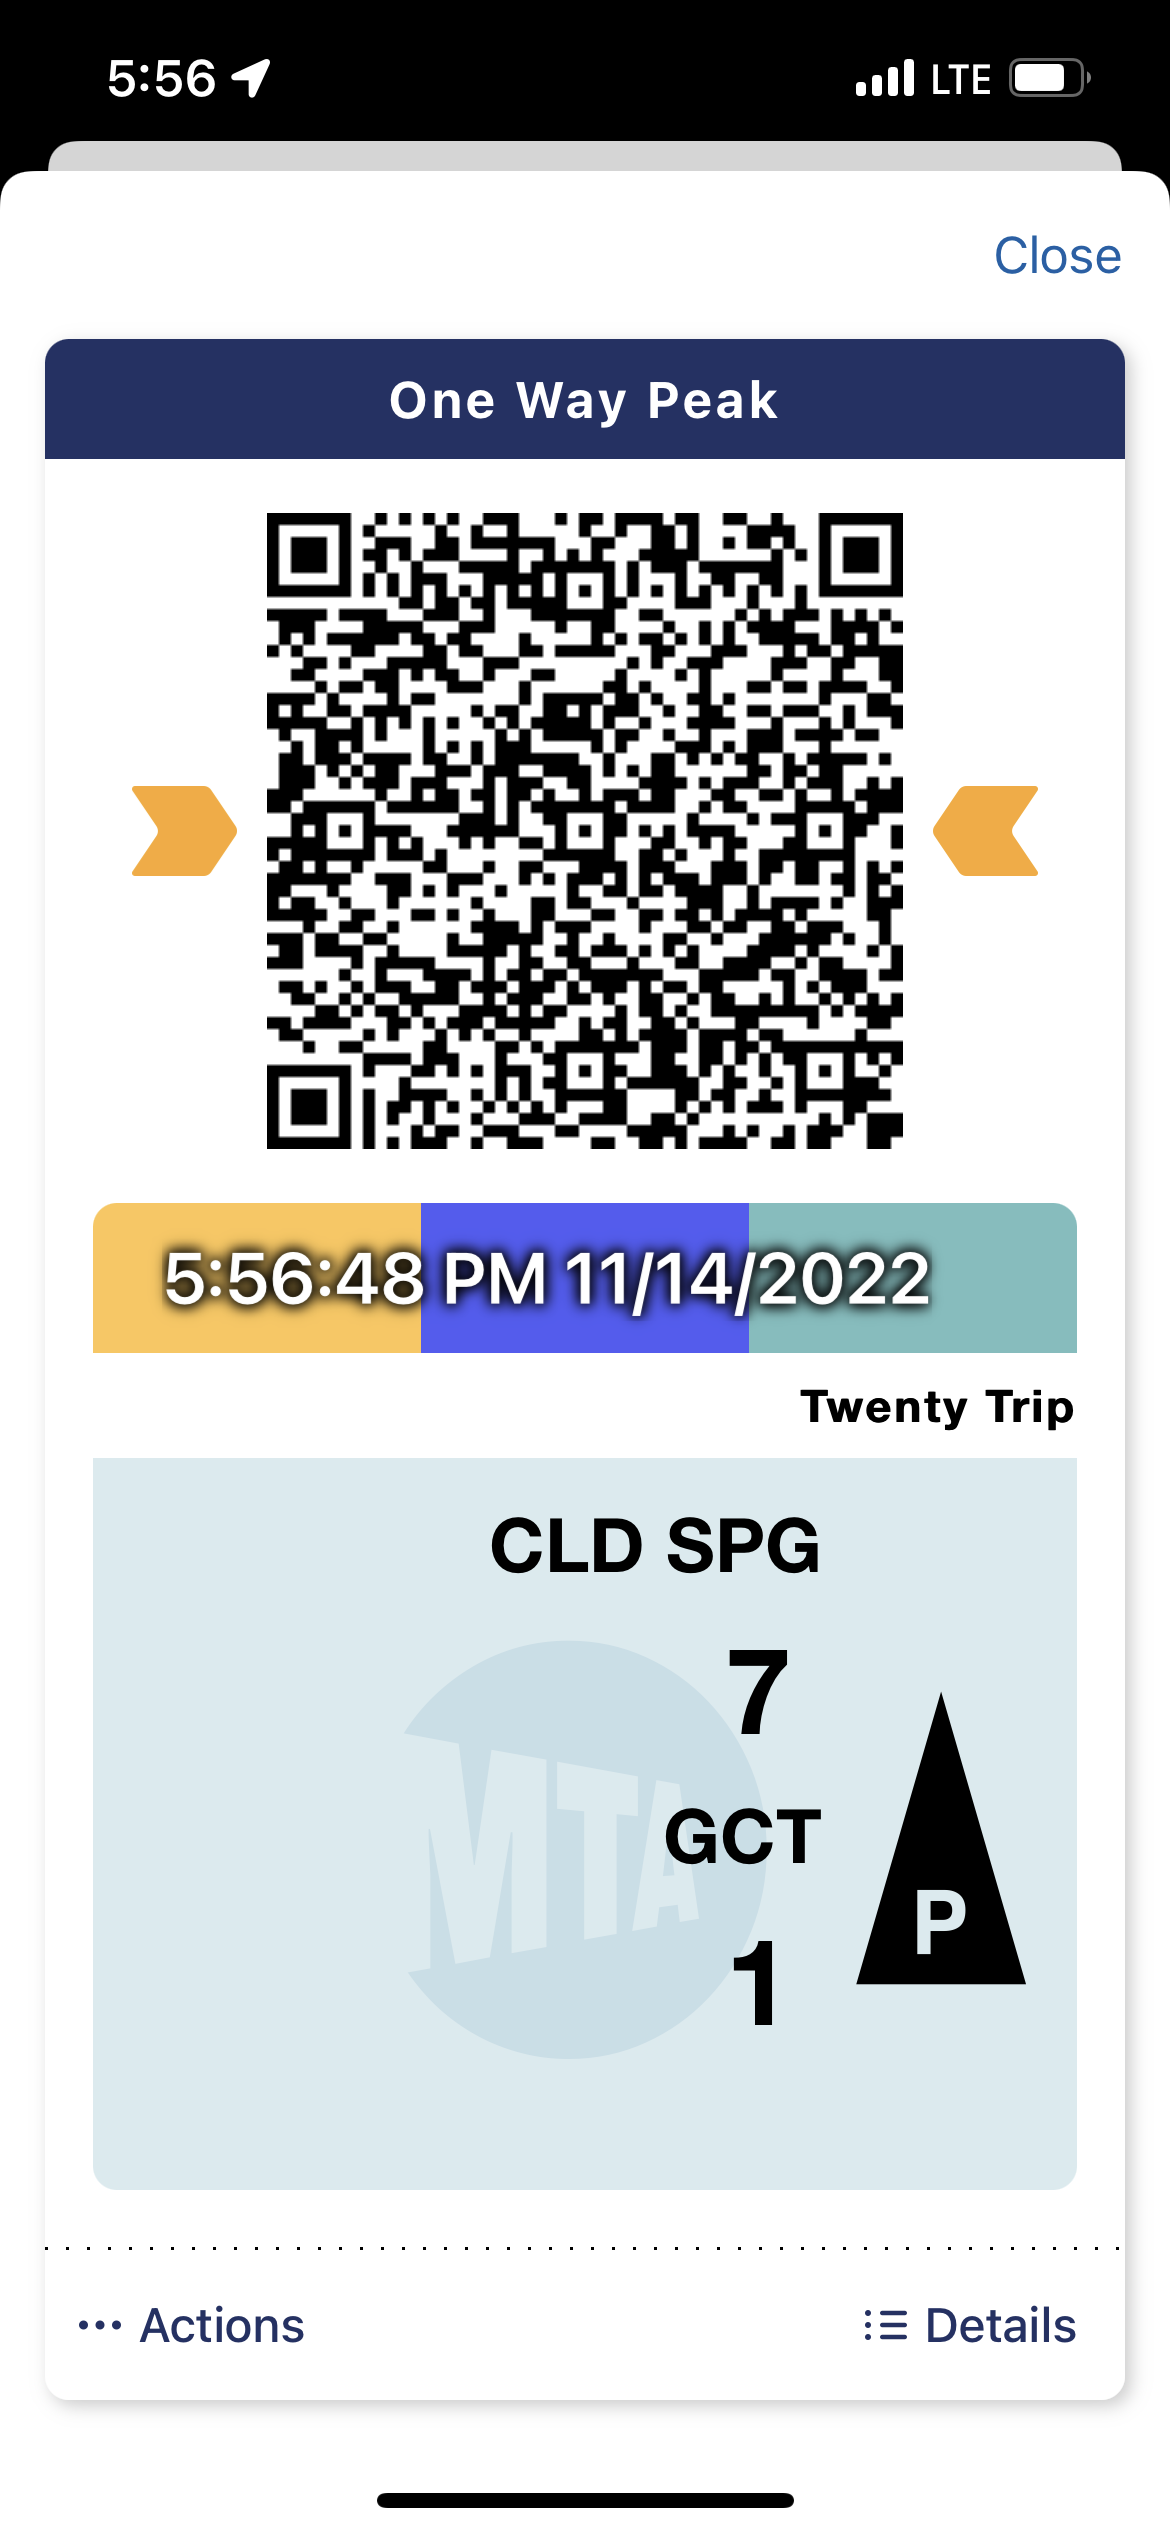 5:56 LTE
Close
One Way Peak
5:56:48 PM 11/14/2022
Twenty Trip
CLD SPG
7
MTA
GCT
P
1
••• Actions
Details